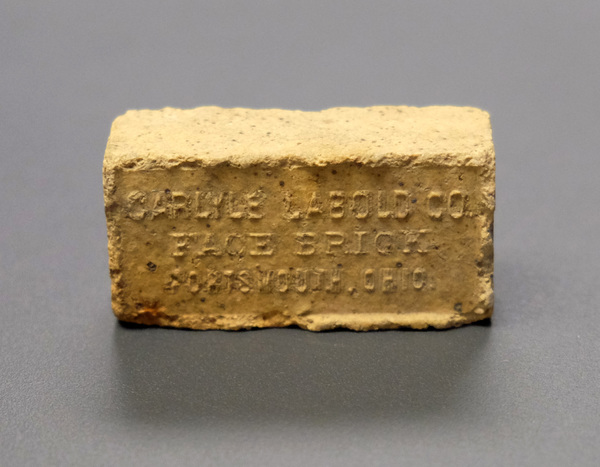 CARLYLE LABOLD CO.
FACE BRICK
PORTSMOUTH, OHIO.